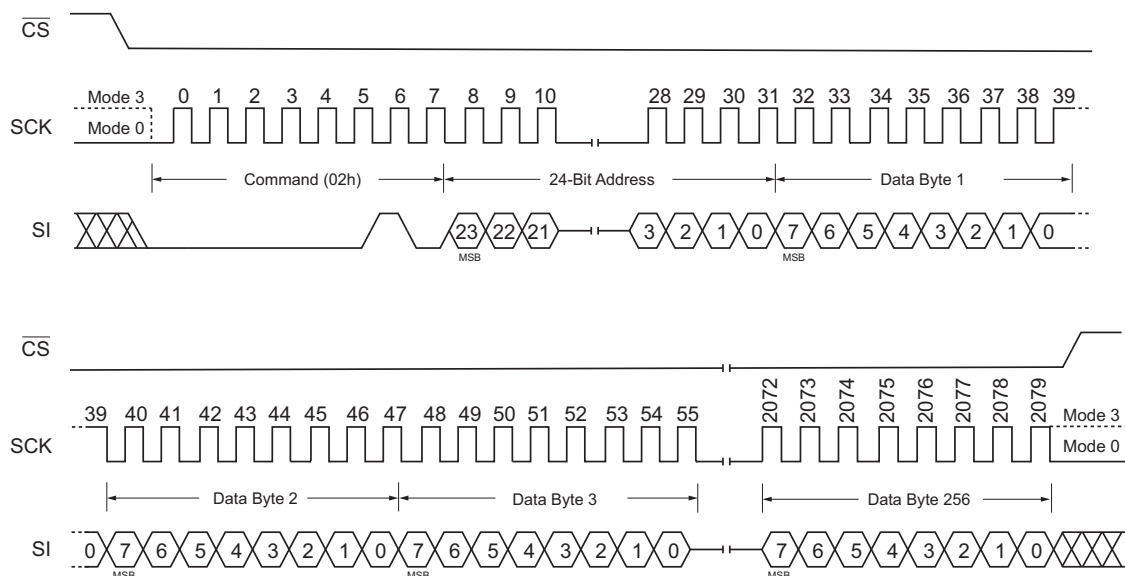 CS
Mode 3
0 1 2 3 4 5 6 7 8 9 10 28 29 30 31 32 33 34 35 36 37 38 39
SCK
Mode 0
Command (02h)
24-Bit Address
Data Byte 1
SI
23 22 21 3 2 1 0 7 6 5 4 3 2 1 0
MSB
MSB
CS
39 40 41 42 43 44 45 46 47 48 49 50 51 52 53 54 55 2072 2073 2074 2075 2076 2077 2078 2079
Mode 3
SCK
Mode 0
Data Byte 2
Data Byte 3
Data Byte 256
SI
0 7 6 5 4 3 2 1 0 7 6 5 4 3 2 1 0 7 6 5 4 3 2 1 0
MSB
MSB
MSB